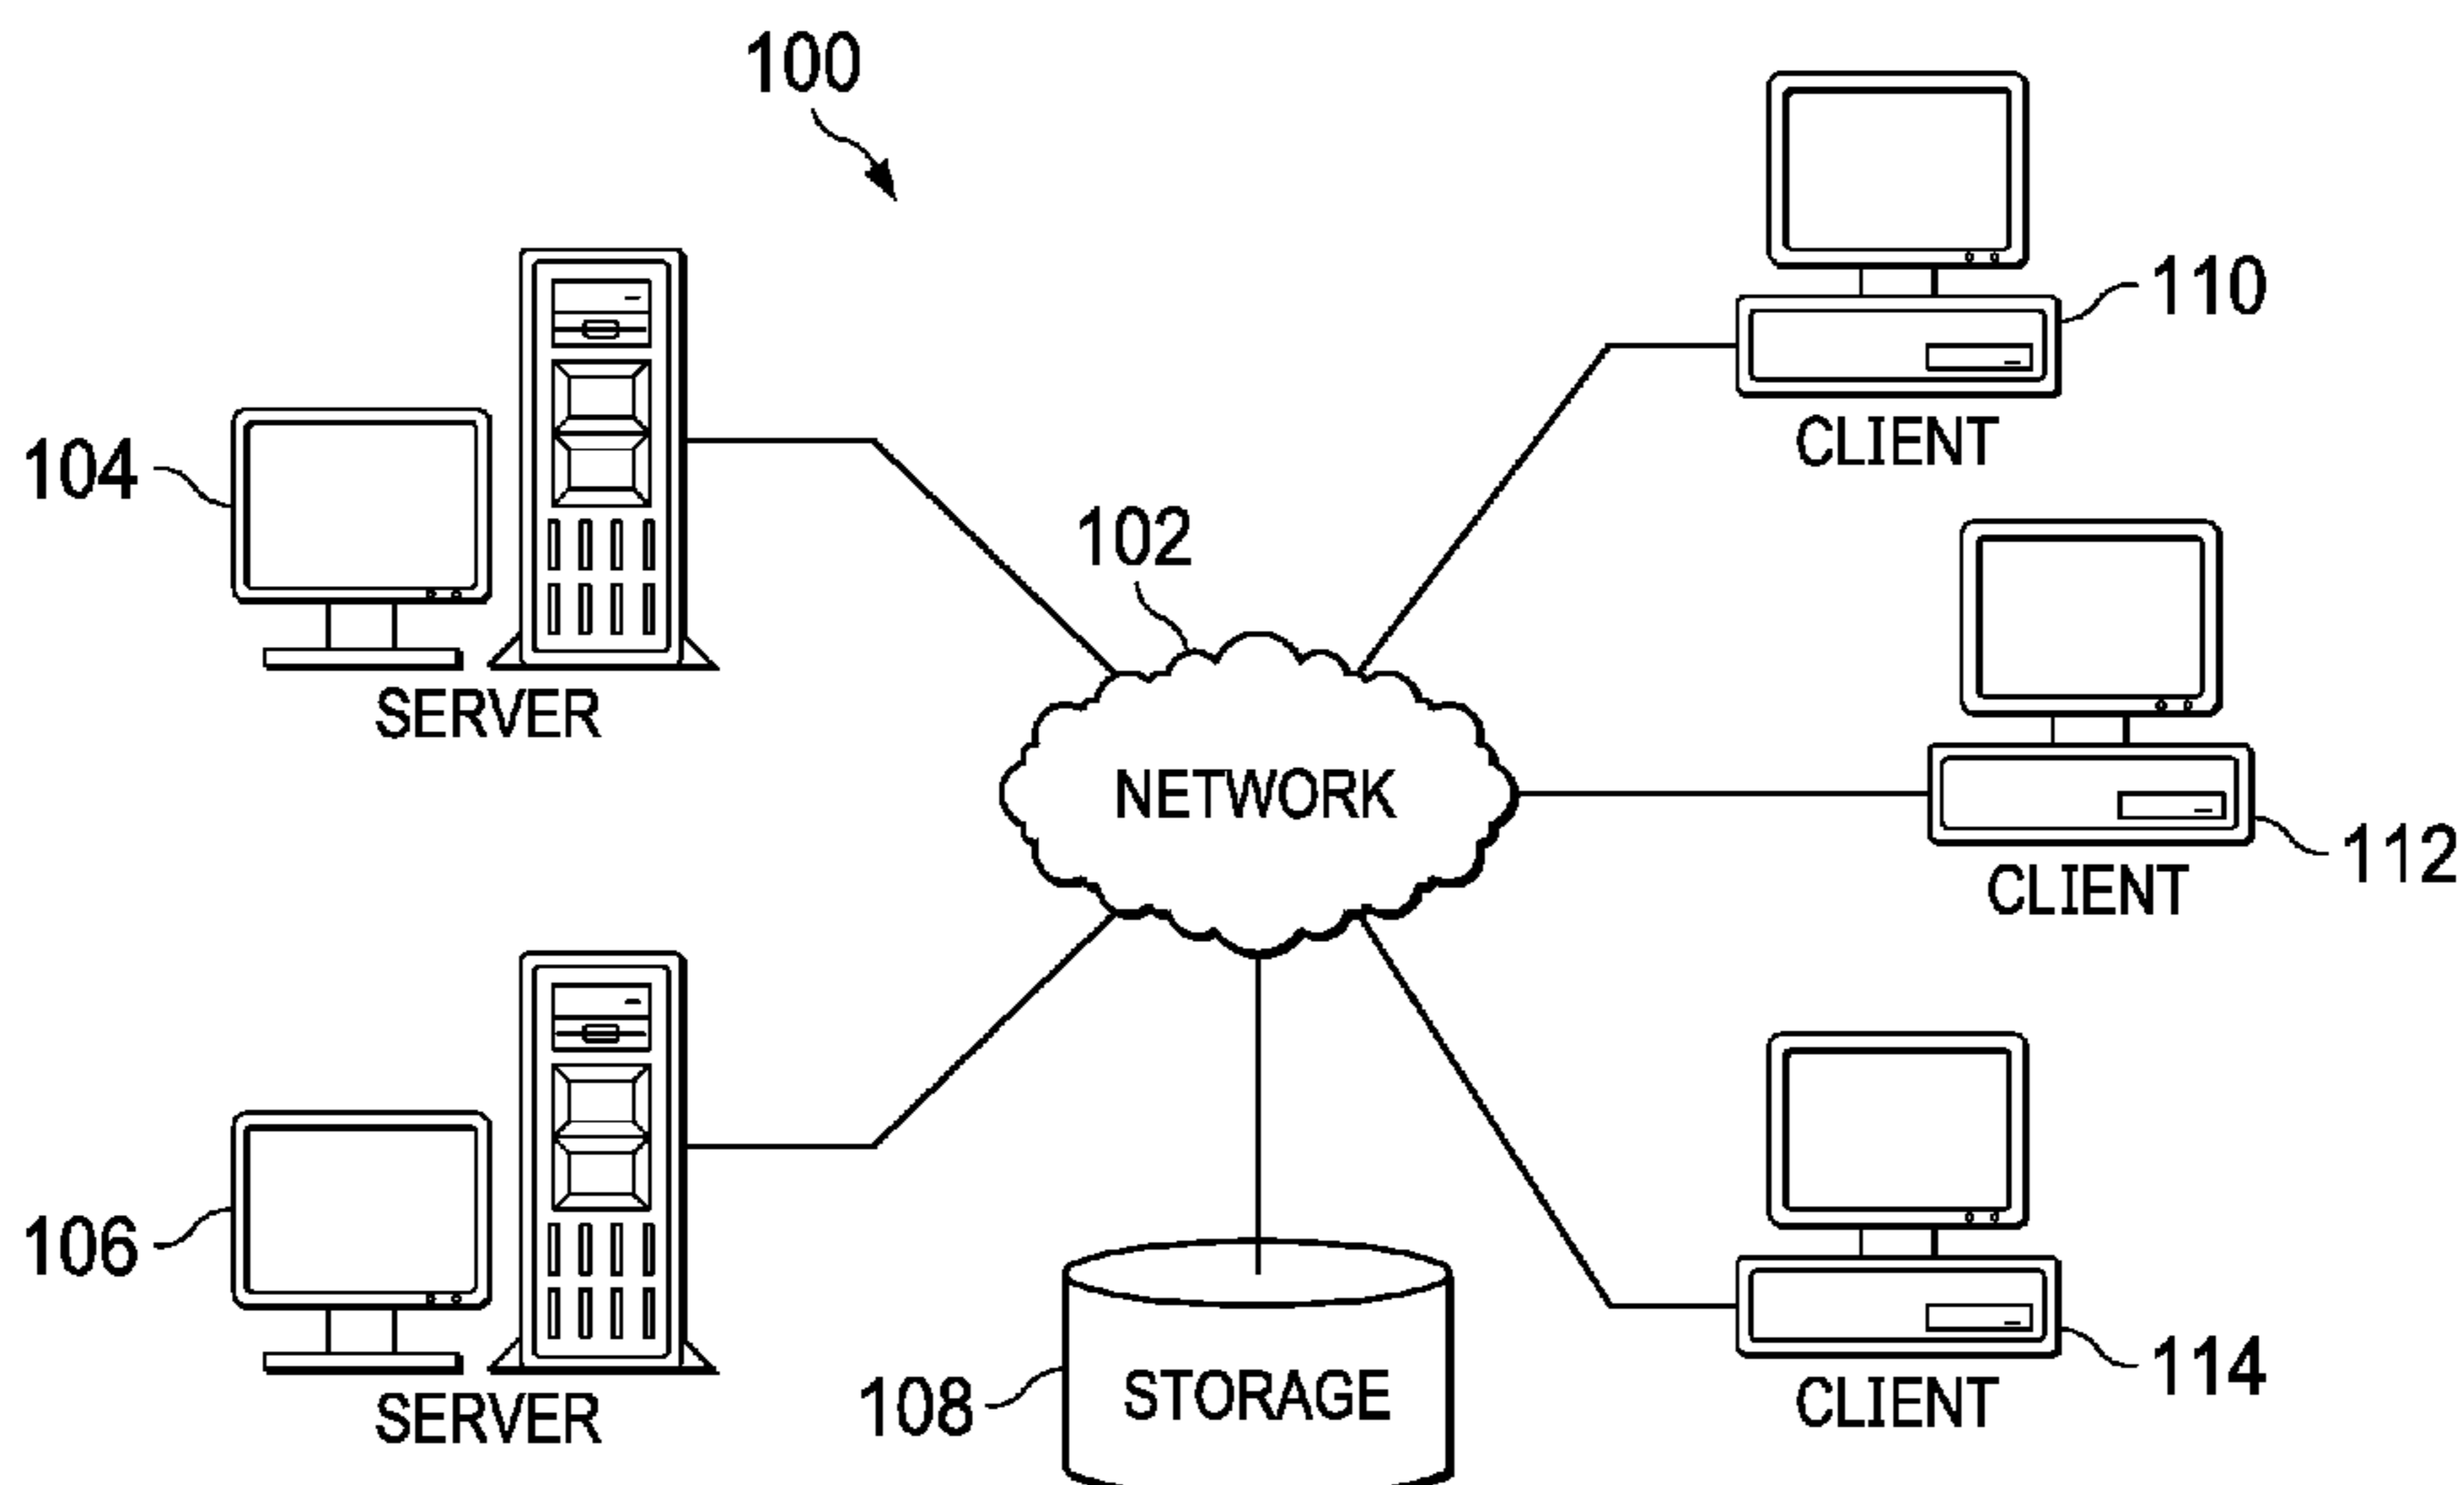 100
110
CLIENT
104
SERVER
102
NETWORK
112
CLIENT
106
SERVER
108
STORAGE
114
CLIENT